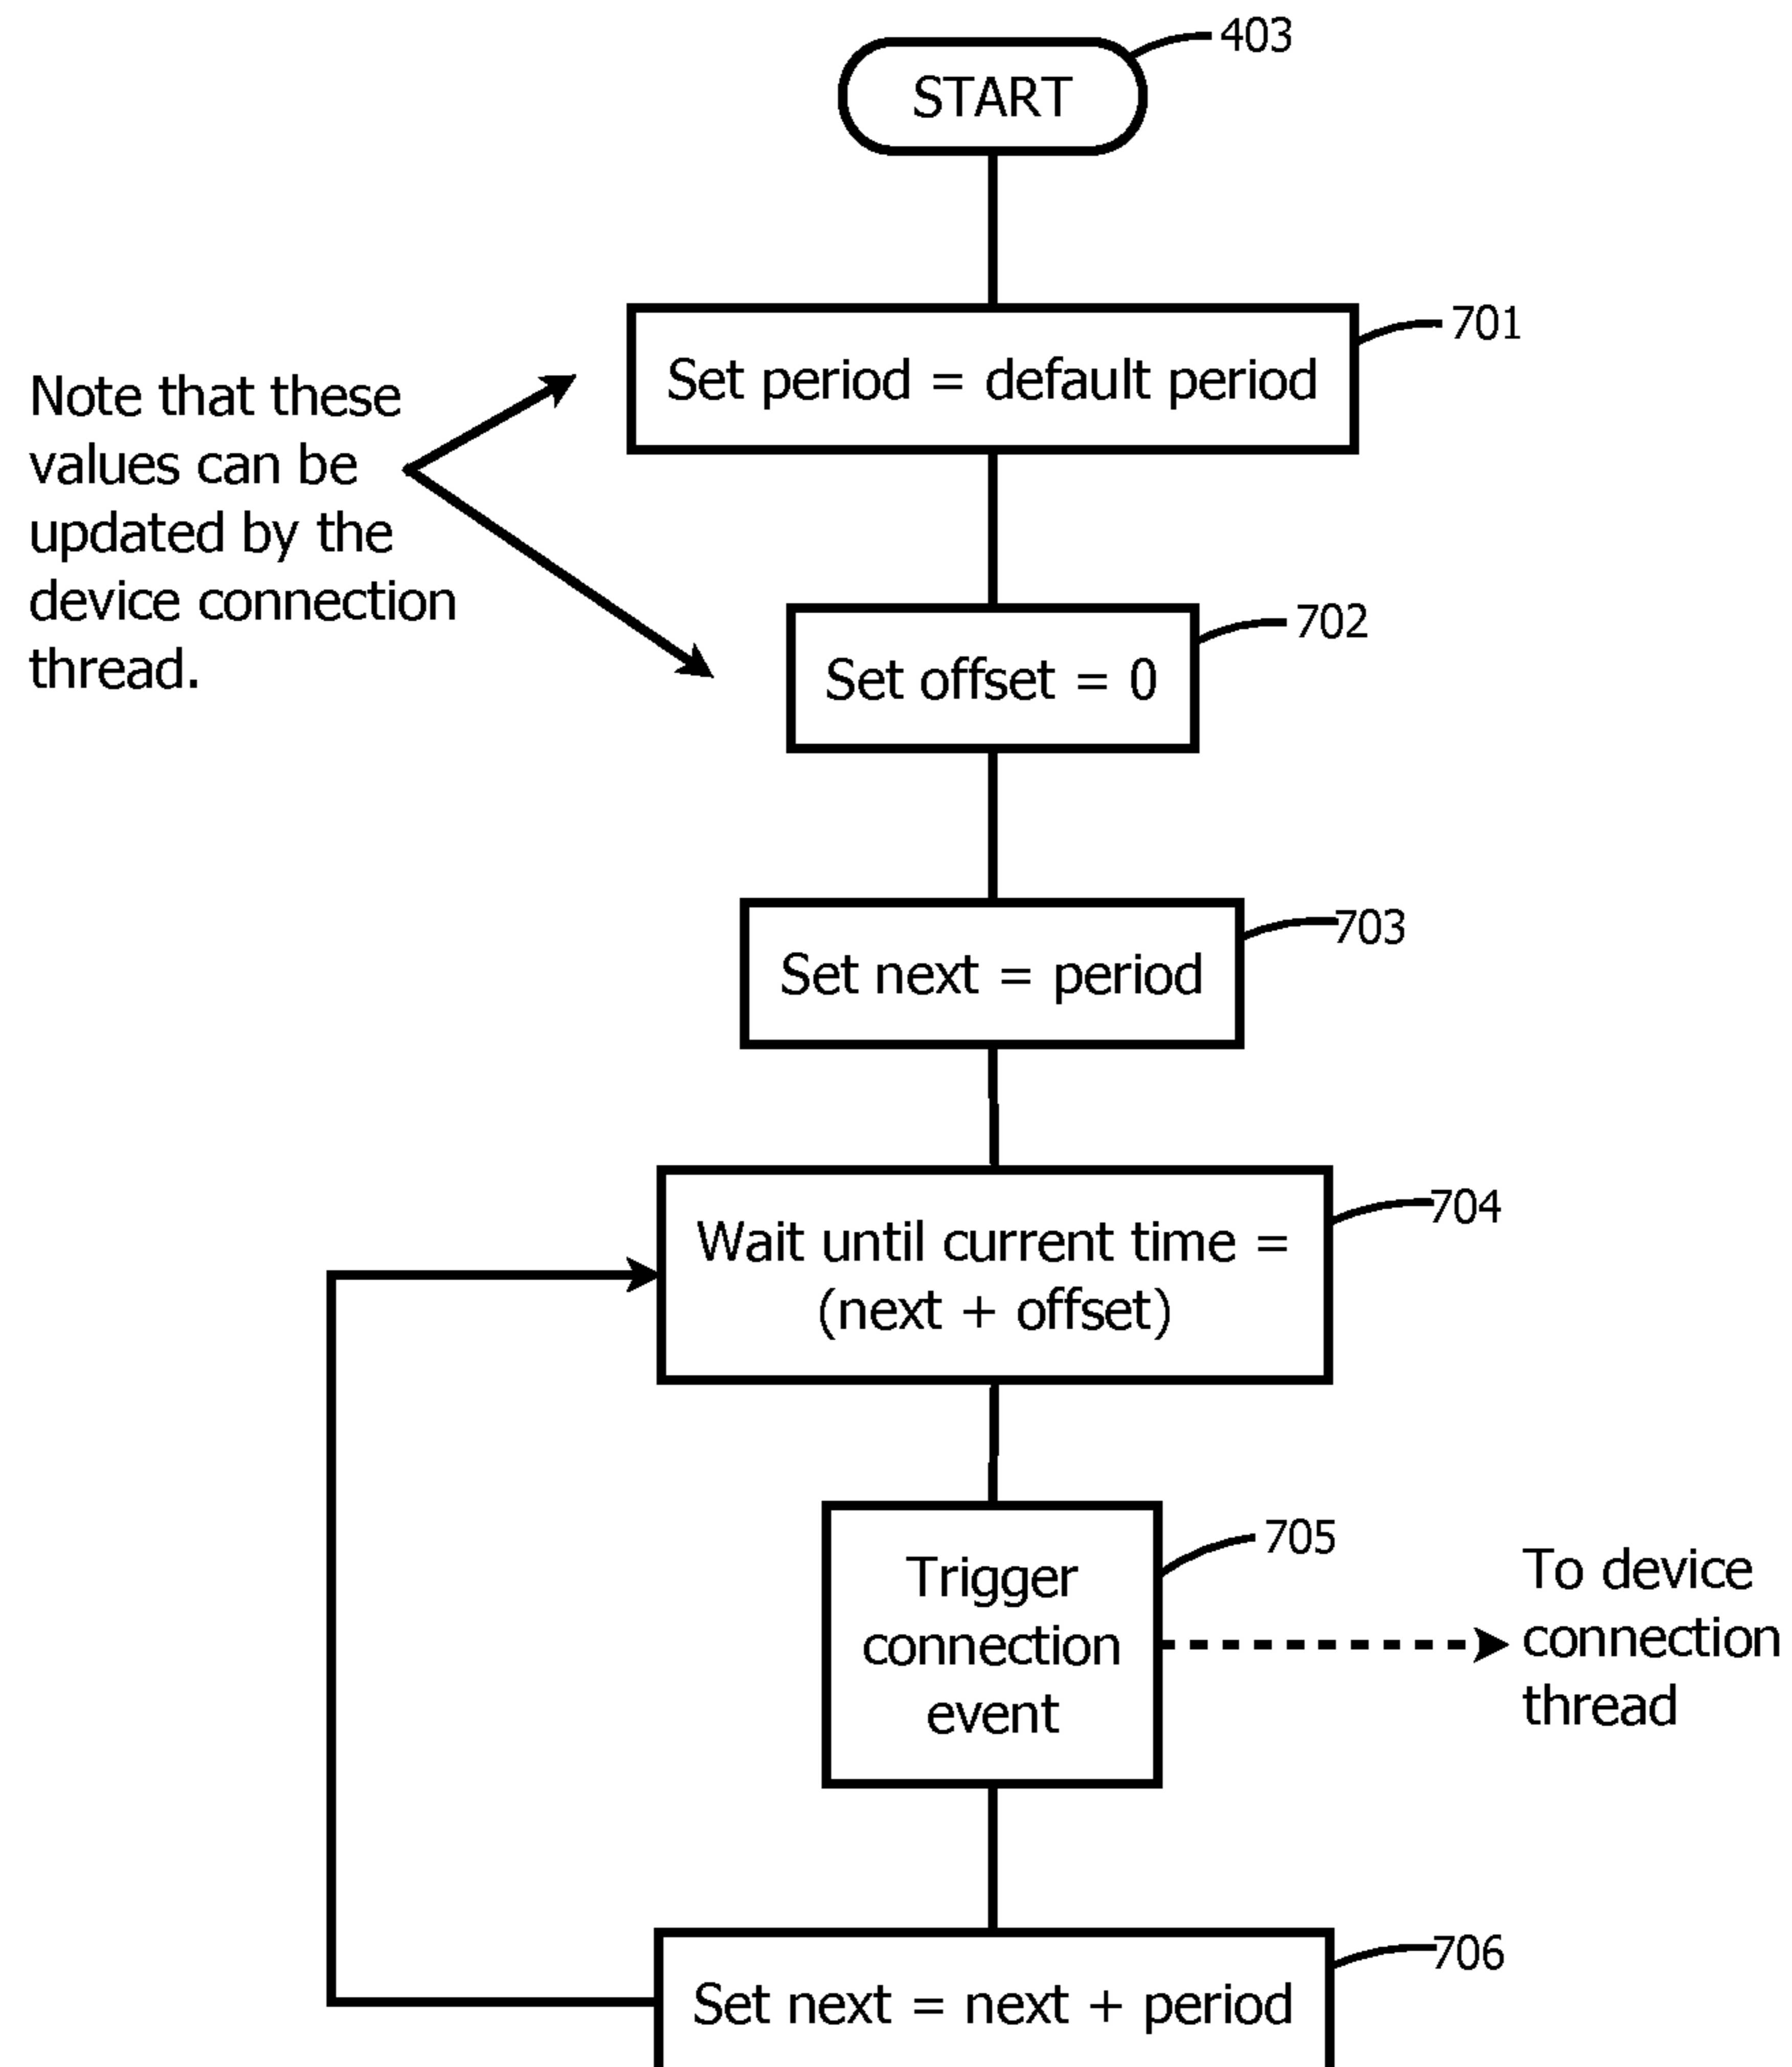 403
START
701
Set period = default period
Note that these
values can be
updated by the
device connection
thread.
702
Set offset = 0
703
Set next = period
704
Wait until current time =
(next + offset)
705
Trigger
connection
event
To device
connection
thread
706
Set next = next + period